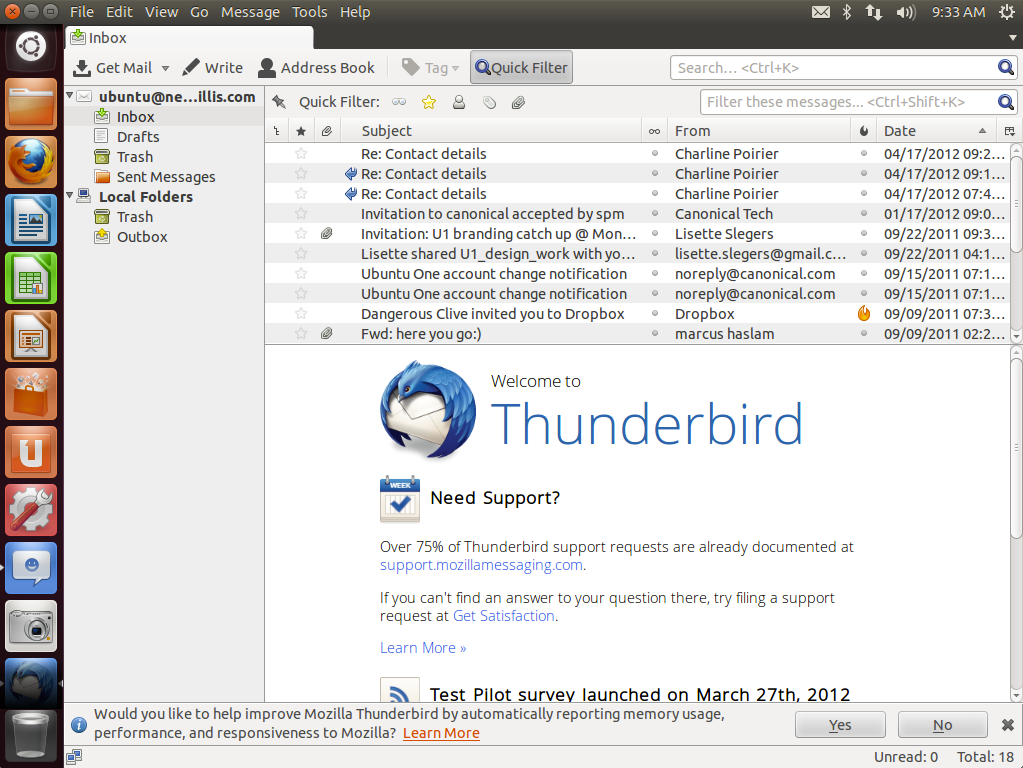 File Edit View Go Message Tools Help 9:33 AM
Inbox
Get Mail Write Address Book Tag Quick Filter Search... <Ctrl+K>
ubuntu@ne...illis.com
Inbox
Drafts
Trash
Sent Messages
Local Folders
Trash
Outbox
Quick Filter: Filter these messages... <Ctrl+Shift+K>
Subject From Date
Re: Contact details Charline Poirier 04/17/2012 09:2...
Re: Contact details Charline Poirier 04/17/2012 09:1...
Re: Contact details Charline Poirier 04/17/2012 07:4...
Invitation to canonical accepted by spm Canonical Tech 01/17/2012 09:0...
Invitation: U1 branding catch up @ Mon... Lisette Slegers 09/22/2011 09:3...
Lisette shared U1_design_work with yo... lisette.slegers@gmail.c... 09/22/2011 04:1...
Ubuntu One account change notification noreply@canonical.com 09/15/2011 07:1...
Ubuntu One account change notification noreply@canonical.com 09/15/2011 07:1...
Dangerous Clive invited you to Dropbox Dropbox 09/09/2011 07:3...
Fwd: here you go:) marcus haslam 09/09/2011 02:2...
Welcome to
Thunderbird
WEEK
Need Support?
Over 75% of Thunderbird support requests are already documented at
support.mozillamessaging.com.
If you can't find an answer to your question there, try filing a support
request at Get Satisfaction.
Learn More »
Test Pilot survey launched on March 27th, 2012
Would you like to help improve Mozilla Thunderbird by automatically reporting memory usage,
performance, and responsiveness to Mozilla? Learn More
Yes No
Unread: 0 Total: 18